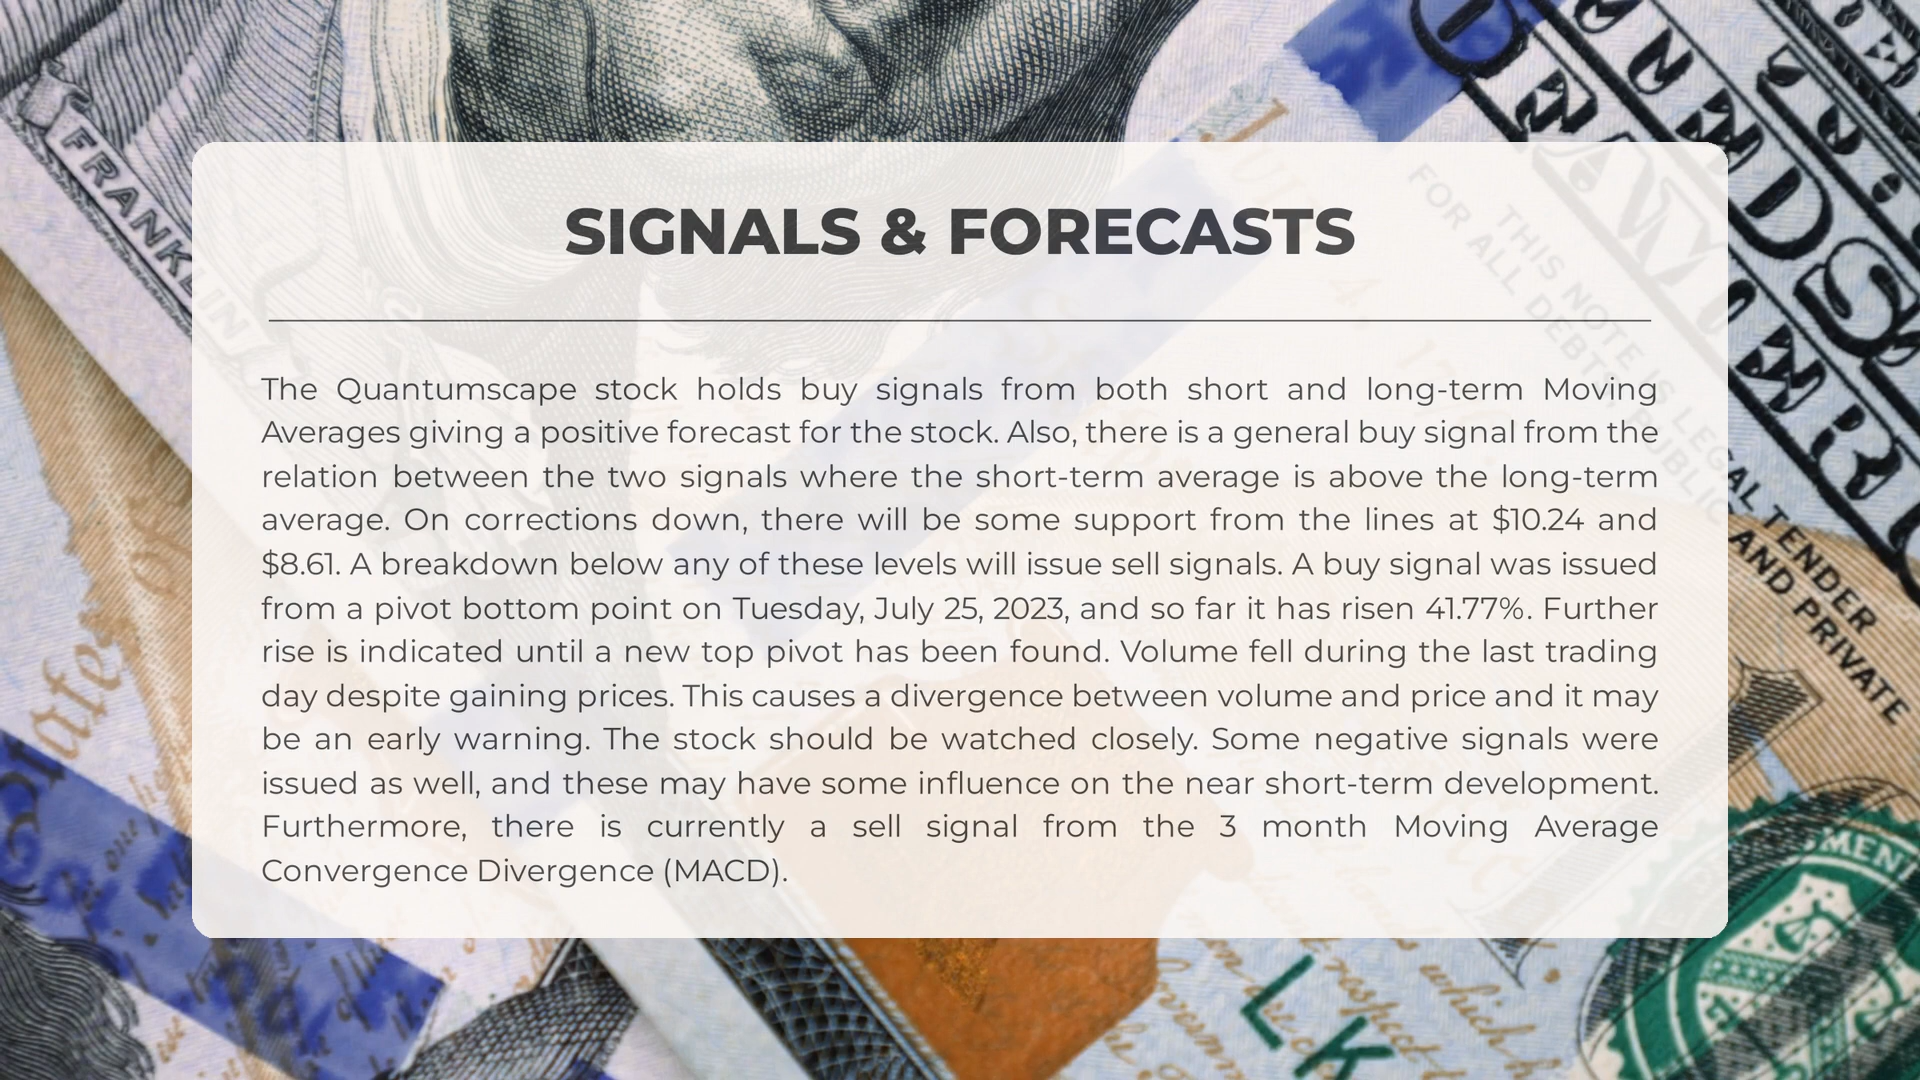 FRANKLIN
THIS NOTE IS LEGAL TENDER
FOR ALL DEBTS, PUBLIC AND PRIVATE
SIGNALS & FORECASTS
The Quantumscape stock holds buy signals from both short and long-term Moving
Averages giving a positive forecast for the stock. Also, there is a general buy signal from the
relation between the two signals where the short-term average is above the long-term
average. On corrections down, there will be some support from the lines at $10.24 and
$8.61. A breakdown below any of these levels will issue sell signals. A buy signal was issued
from a pivot bottom point on Tuesday, July 25, 2023, and so far it has risen 41.77%. Further
rise is indicated until a new top pivot has been found. Volume fell during the last trading
day despite gaining prices. This causes a divergence between volume and price and it may
be an early warning. The stock should be watched closely. Some negative signals were
issued as well, and these may have some influence on the near short-term development.
Furthermore, there is currently a sell signal from the 3 month Moving Average
Convergence Divergence (MACD).
LK